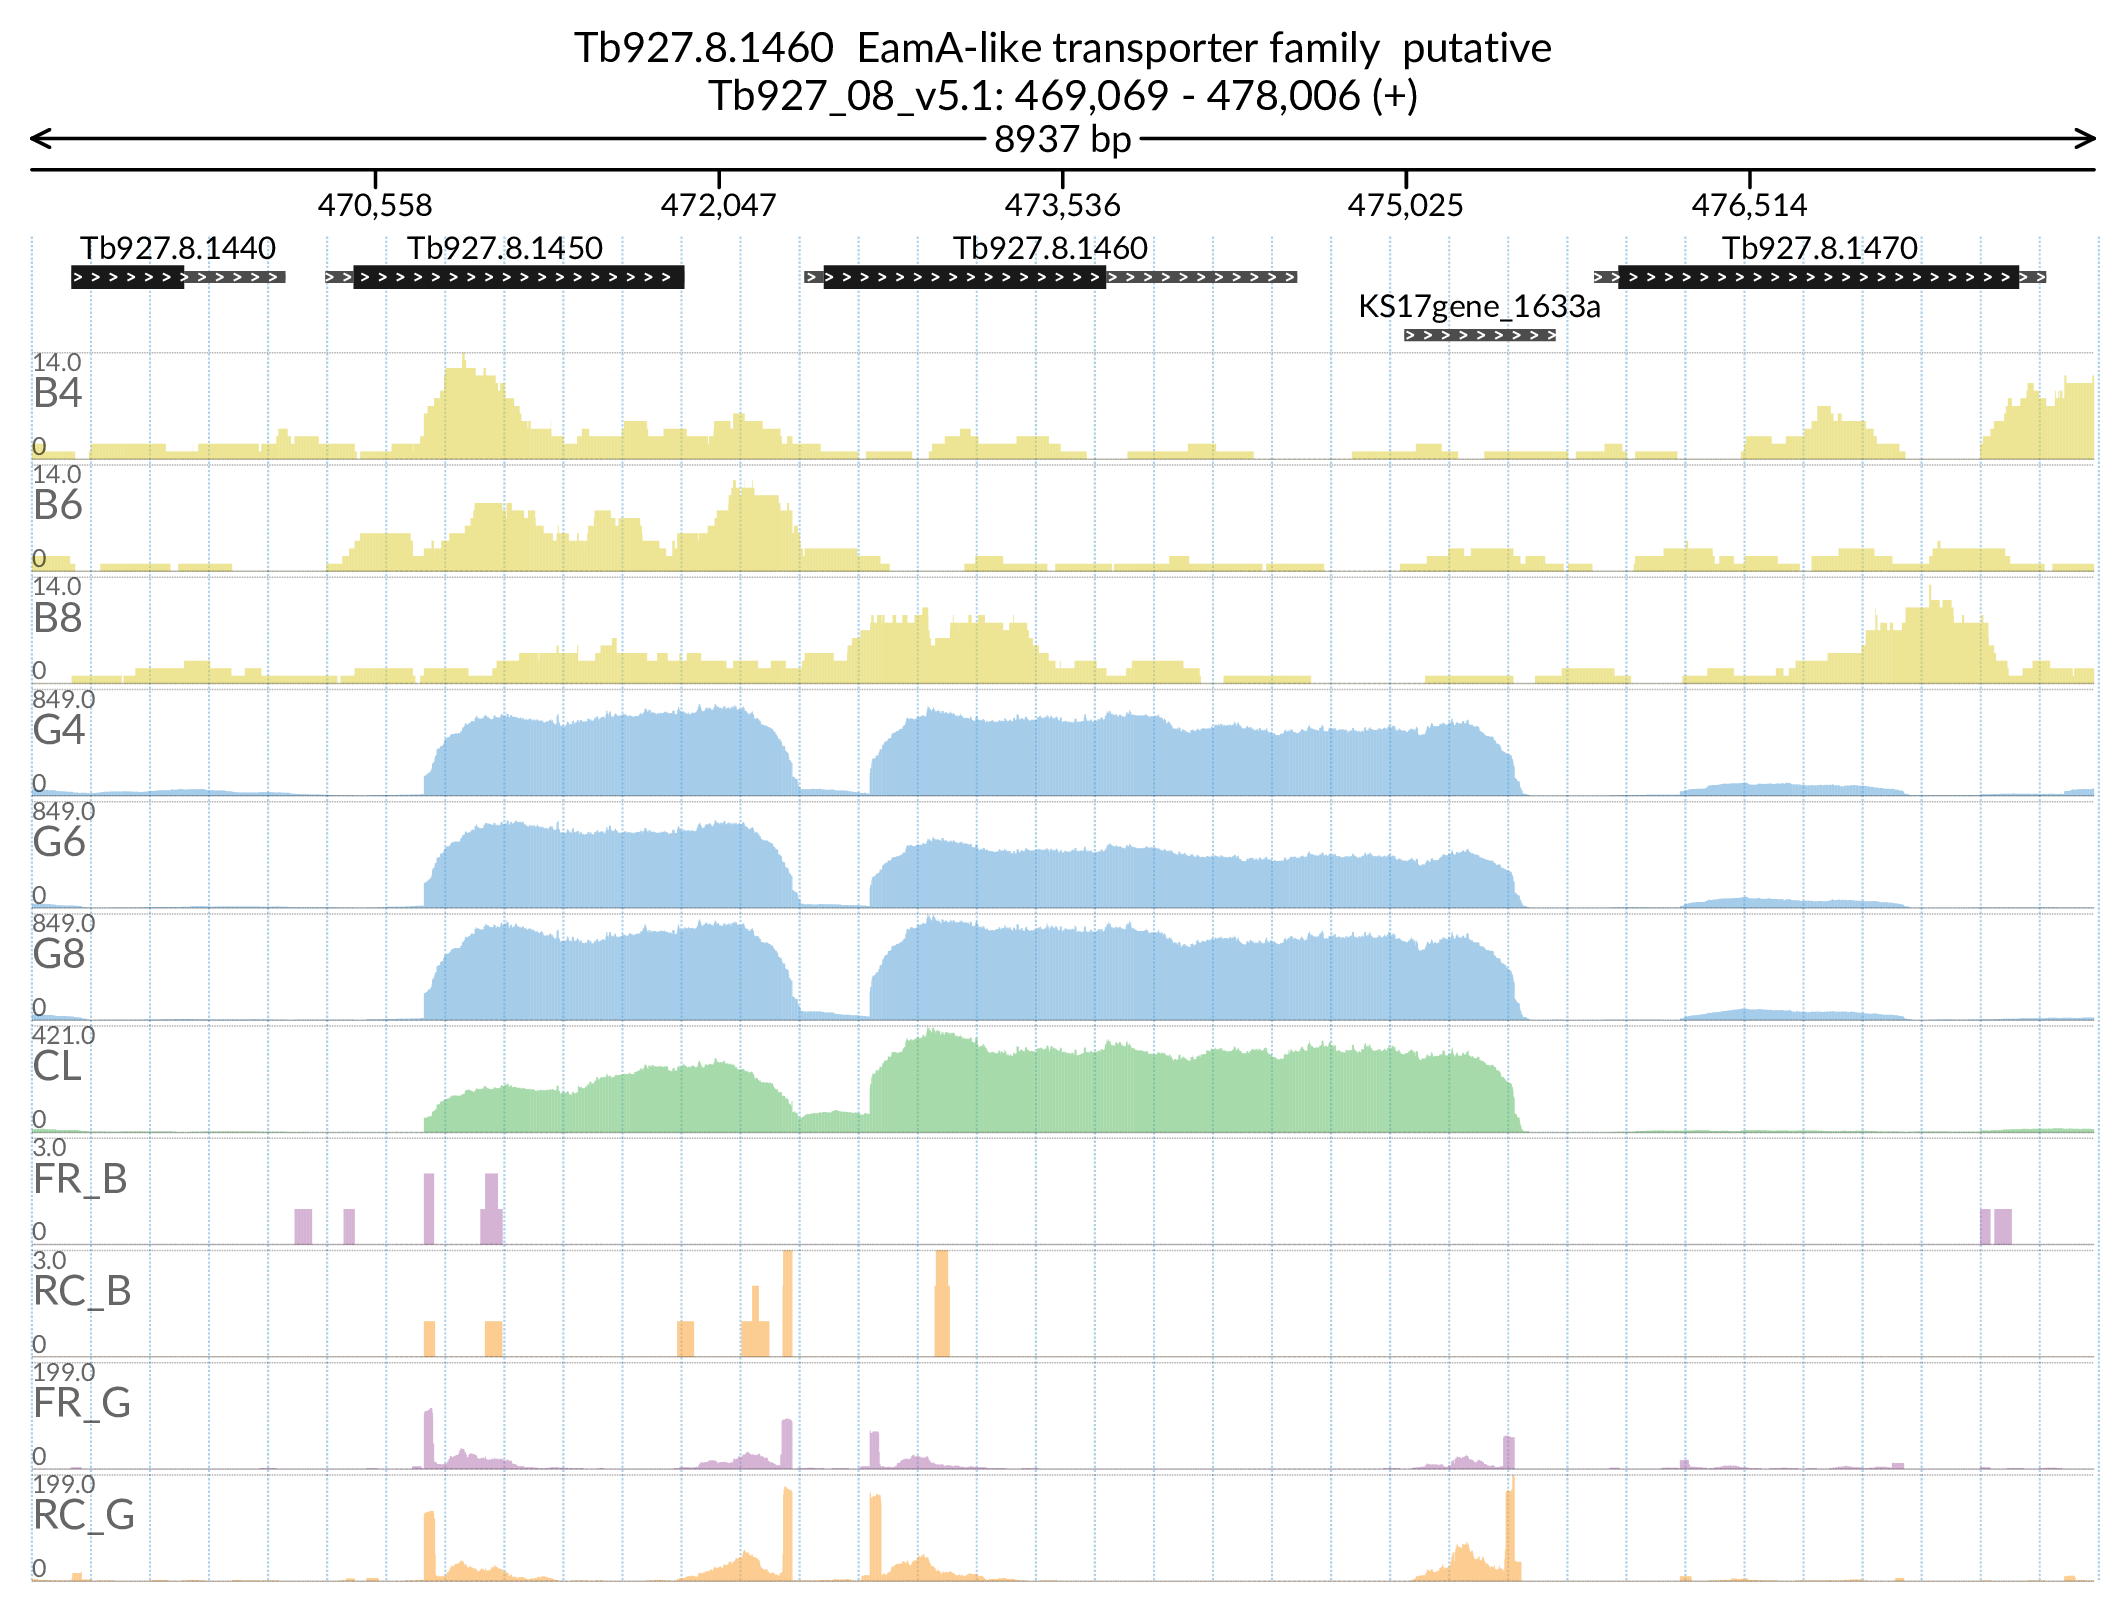 Tb927.8.1460  EamA-like transporter family  putative
Tb927_08_v5.1: 469,069 - 478,006 (+)
8937 bp
470,558 472,047 473,536 475,025 476,514
Tb927.8.1440 Tb927.8.1450 Tb927.8.1460 Tb927.8.1470
KS17gene_1633a
14.0
B4
0
14.0
B6
0
14.0
B8
0
849.0
G4
0
849.0
G6
0
849.0
G8
0
421.0
CL
0
3.0
FR_B
0
3.0
RC_B
0
199.0
FR_G
0
199.0
RC_G
0